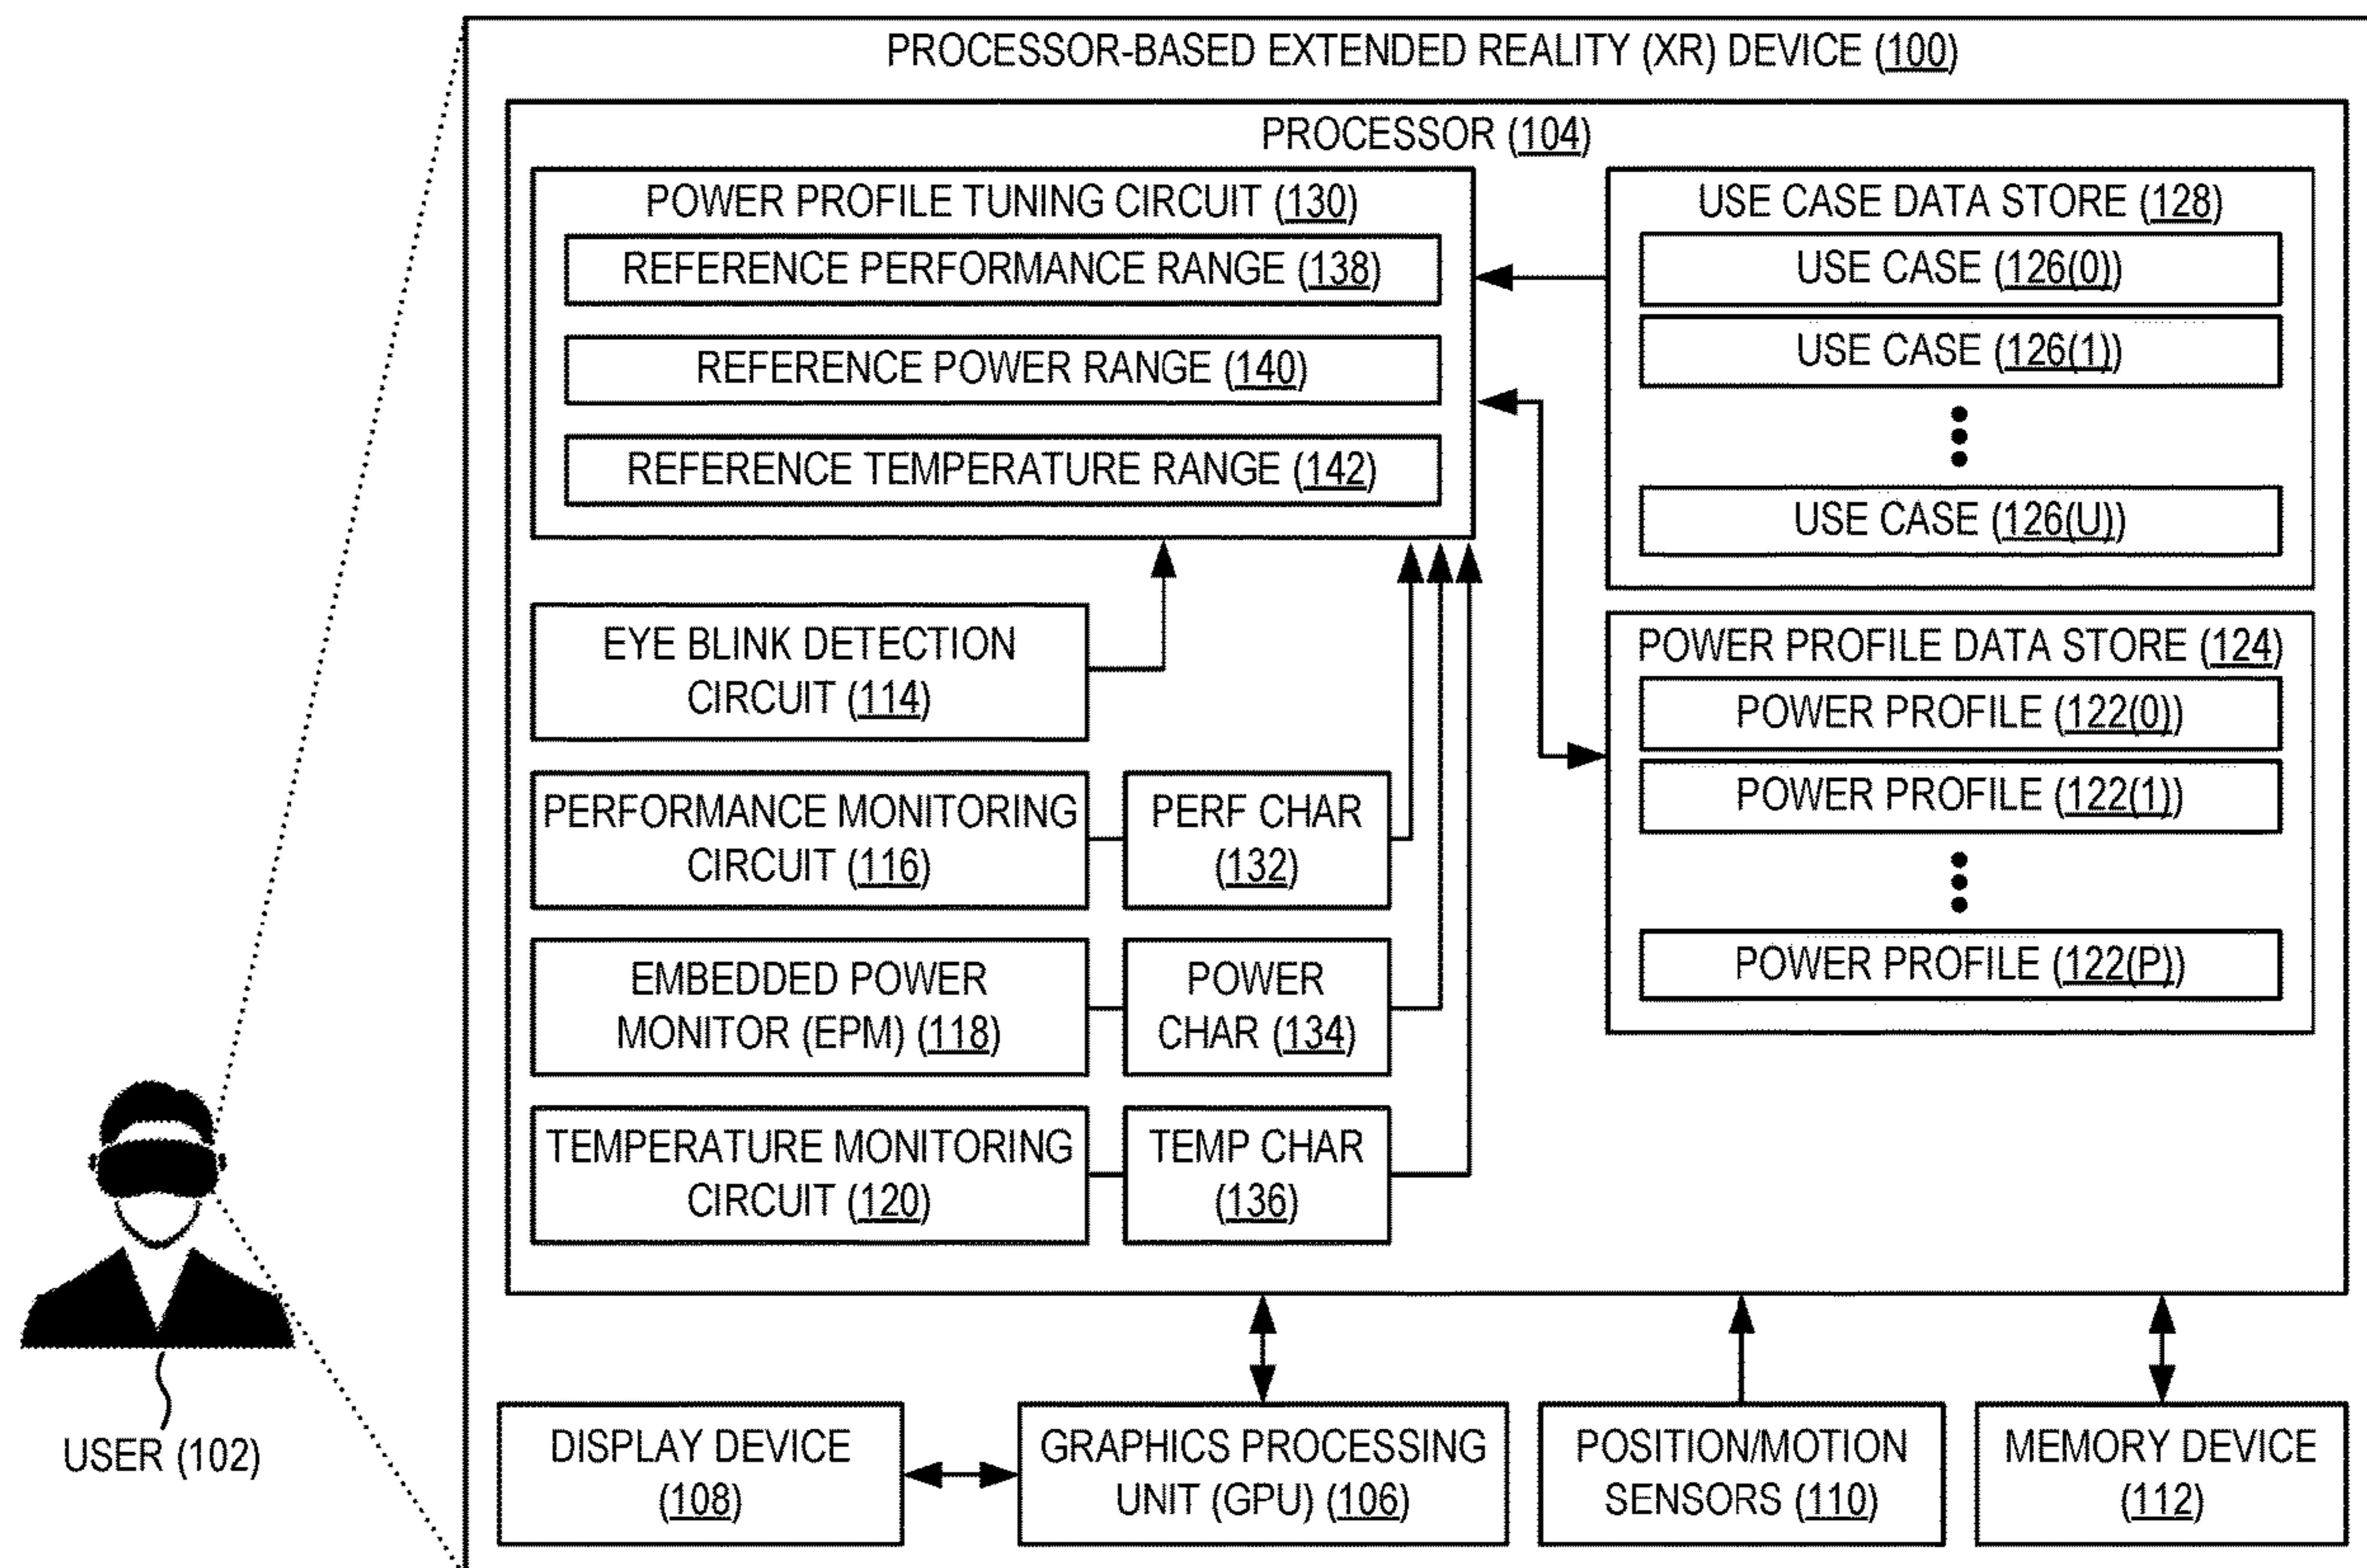 PROCESSOR-BASED EXTENDED REALITY (XR) DEVICE (100)
PROCESSOR (104)
POWER PROFILE TUNING CIRCUIT (130)
REFERENCE PERFORMANCE RANGE (138)
REFERENCE POWER RANGE (140)
REFERENCE TEMPERATURE RANGE (142)
USE CASE DATA STORE (128)
USE CASE (126(0))
USE CASE (126(1))
USE CASE (126(U))
EYE BLINK DETECTION
CIRCUIT (114)
POWER PROFILE DATA STORE (124)
POWER PROFILE (122(0))
POWER PROFILE (122(1))
POWER PROFILE (122(P))
PERFORMANCE MONITORING
CIRCUIT (116)
PERF CHAR
(132)
EMBEDDED POWER
MONITOR (EPM) (118)
POWER
CHAR (134)
TEMPERATURE MONITORING
CIRCUIT (120)
TEMP CHAR
(136)
USER (102)
DISPLAY DEVICE
(108)
GRAPHICS PROCESSING
UNIT (GPU) (106)
POSITION/MOTION
SENSORS (110)
MEMORY DEVICE
(112)